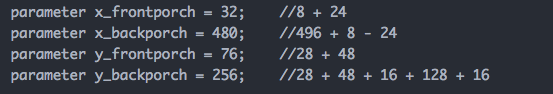 parameter x_frontporch = 32;    //8 + 24
parameter x_backporch = 480;    //496 + 8 - 24
parameter y_frontporch = 76;    //28 + 48
parameter y_backporch = 256;    //28 + 48 + 16 + 128 + 16